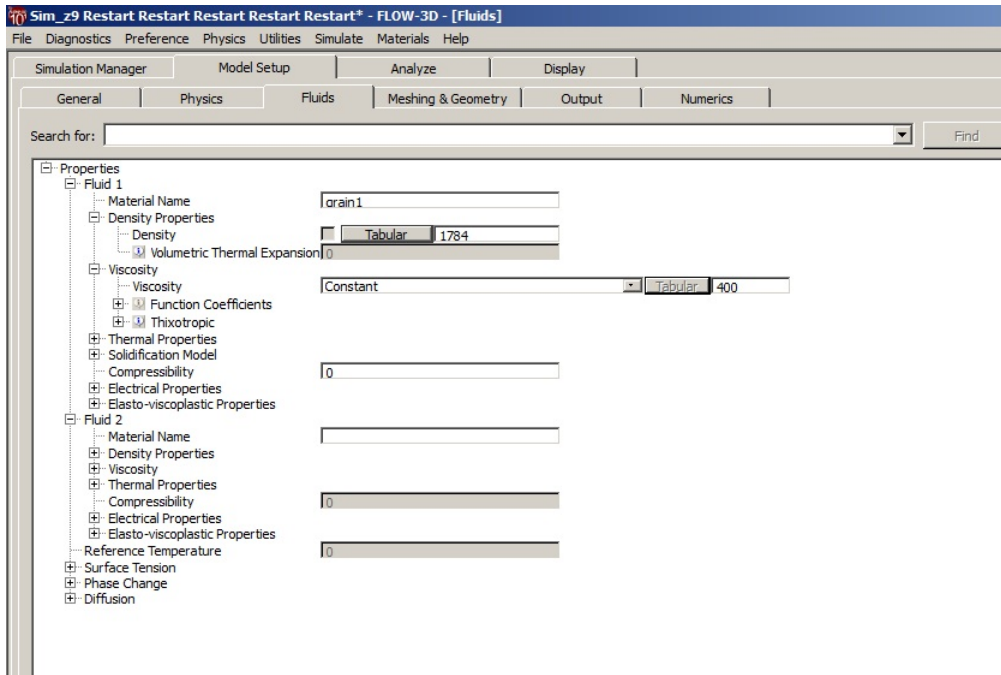 Sim_z9 Restart Restart Restart Restart Restart* - FLOW-3D - [Fluids]
File Diagnostics Preference Physics Utilities Simulate Materials Help
Simulation Manager Model Setup Analyze Display
General Physics Fluids Meshing & Geometry Output Numerics
Search for: Find
Properties
Fluid 1
Material Name grain1
Density Properties
Density Tabular 1784
Volumetric Thermal Expansion 0
Viscosity
Viscosity Constant Tabular 400
Function Coefficients
Thixotropic
Thermal Properties
Solidification Model
Compressibility 0
Electrical Properties
Elasto-viscoplastic Properties
Fluid 2
Material Name
Density Properties
Viscosity
Thermal Properties
Compressibility 0
Electrical Properties
Elasto-viscoplastic Properties
Reference Temperature 0
Surface Tension
Phase Change
Diffusion